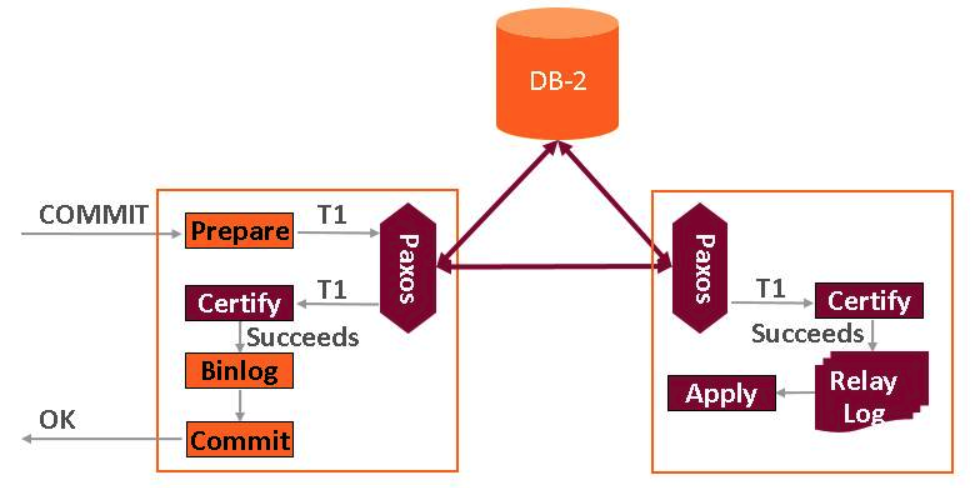 DB-2
COMMIT
Prepare
T1
Paxos
Certify
T1
Succeeds
Binlog
OK
Commit
Paxos
T1
Certify
Succeeds
Relay
Log
Apply